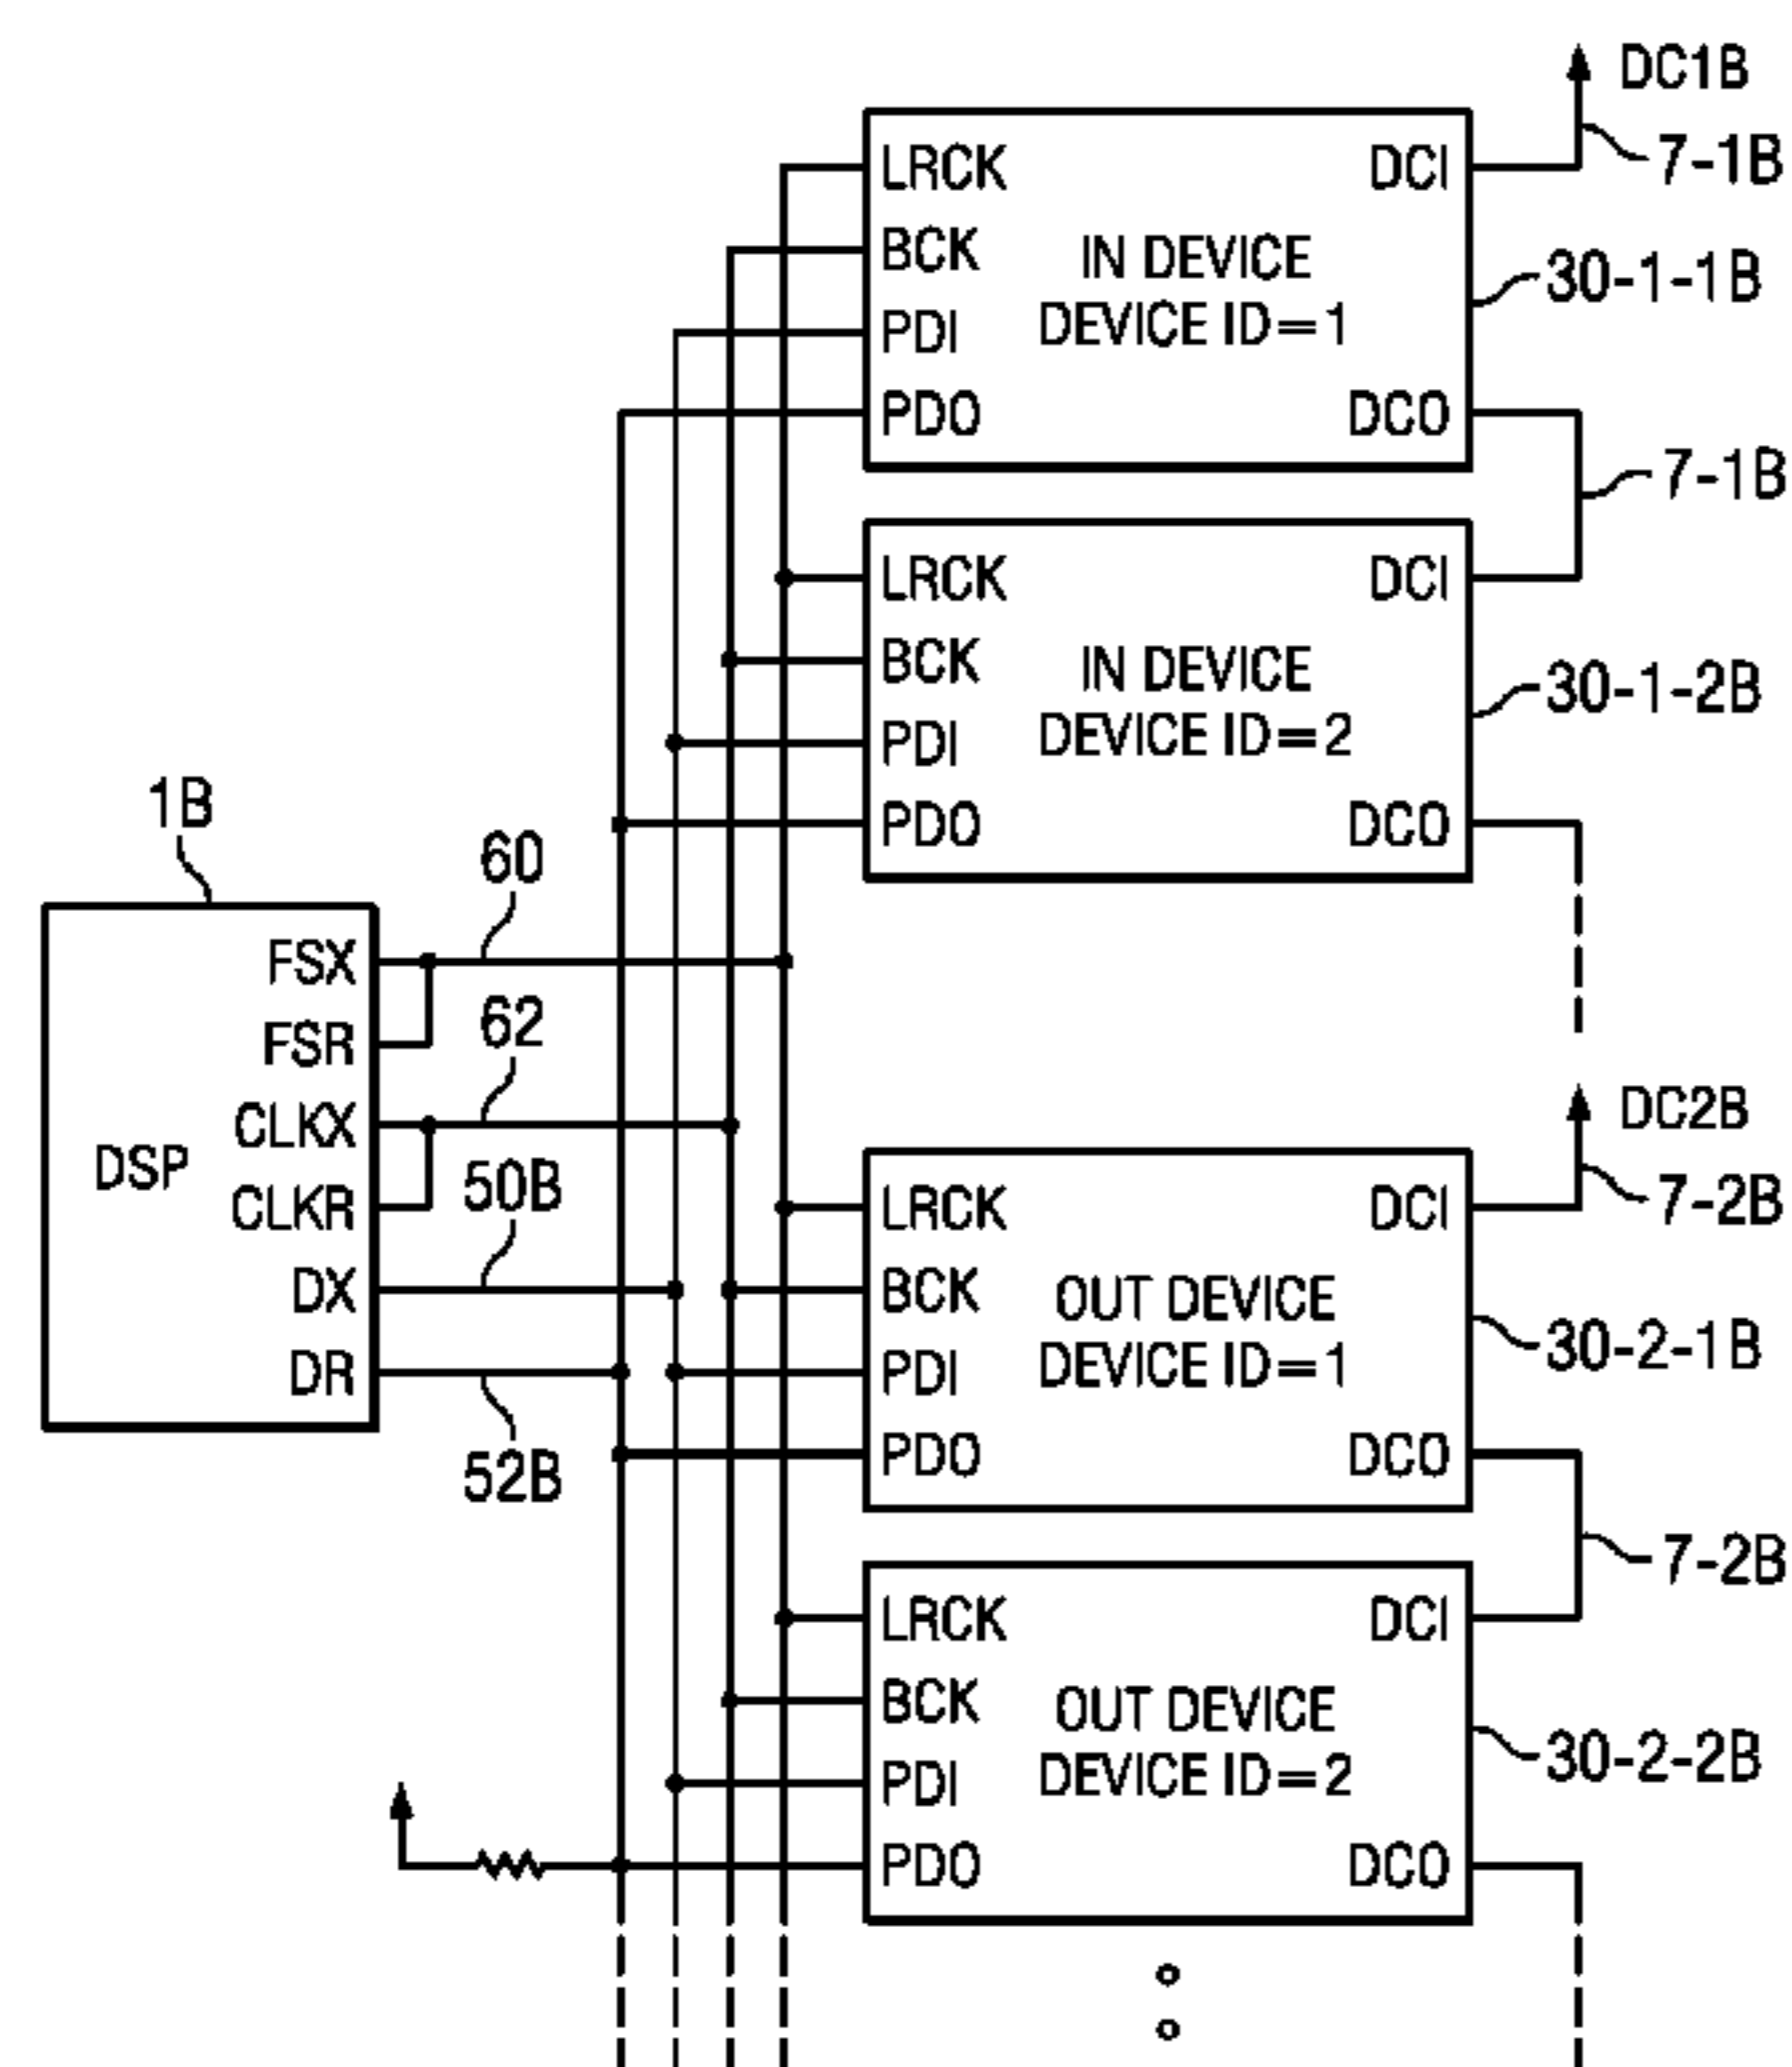 DC1B
7-1B
LRCK DCI
BCK
IN DEVICE
30-1-1B
PDI
DEVICE ID=1
PDO DCO
7-1B
LRCK DCI
BCK
IN DEVICE
30-1-2B
PDI
DEVICE ID=2
PDO DCO
1B
60
FSX
FSR
62
CLKX
DSP
CLKR
50B
DX
DR
52B
DC2B
7-2B
LRCK DCI
BCK
OUT DEVICE
30-2-1B
PDI
DEVICE ID=1
PDO DCO
7-2B
LRCK DCI
BCK
OUT DEVICE
30-2-2B
PDI
DEVICE ID=2
PDO DCO